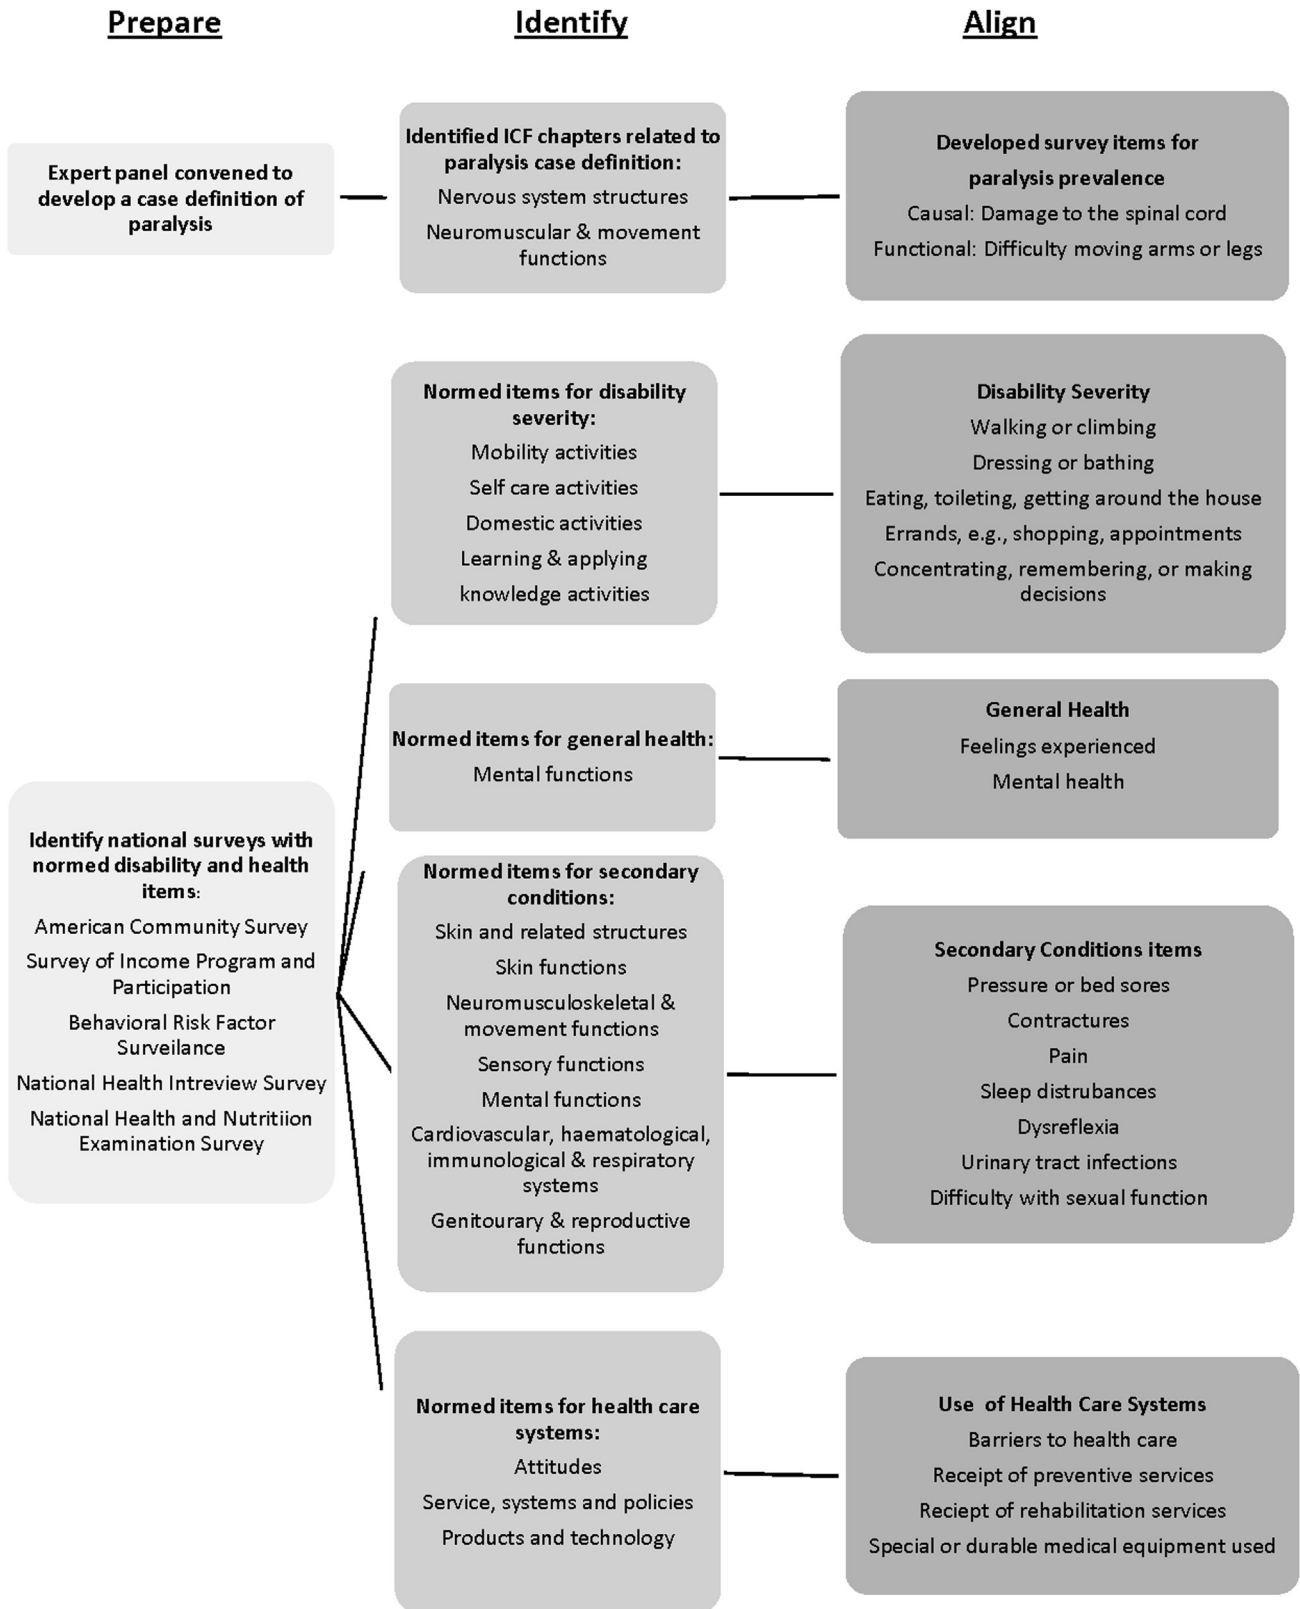 Prepare
Identify
Align
Expert panel convened to
develop a case definition of
paralysis
Identified ICF chapters related to
paralysis case definition:
Nervous system structures
Neuromuscular & movement
functions
Developed survey items for
paralysis prevalence
Causal: Damage to the spinal cord
Functional: Difficulty moving arms or legs
Normed items for disability
severity:
Mobility activities
Self care activities
Domestic activities
Learning & applying
knowledge activities
Disability Severity
Walking or climbing
Dressing or bathing
Eating, toileting, getting around the house
Errands, e.g., shopping, appointments
Concentrating, remembering, or making
decisions
Identify national surveys with
normed disability and health
items:
American Community Survey
Survey of Income Program and
Participation
Behavioral Risk Factor
Surveilance
National Health Intreview Survey
National Health and Nutritiion
Examination Survey
Normed items for general health:
Mental functions
General Health
Feelings experienced
Mental health
Normed items for secondary
conditions:
Skin and related structures
Skin functions
Neuromusculoskeletal &
movement functions
Sensory functions
Mental functions
Cardiovascular, haematological,
immunological & respiratory
systems
Genitourary & reproductive
functions
Secondary Conditions items
Pressure or bed sores
Contractures
Pain
Sleep distrubances
Dysreflexia
Urinary tract infections
Difficulty with sexual function
Normed items for health care
systems:
Attitudes
Service, systems and policies
Products and technology
Use of Health Care Systems
Barriers to health care
Receipt of preventive services
Reciept of rehabilitation services
Special or durable medical equipment used